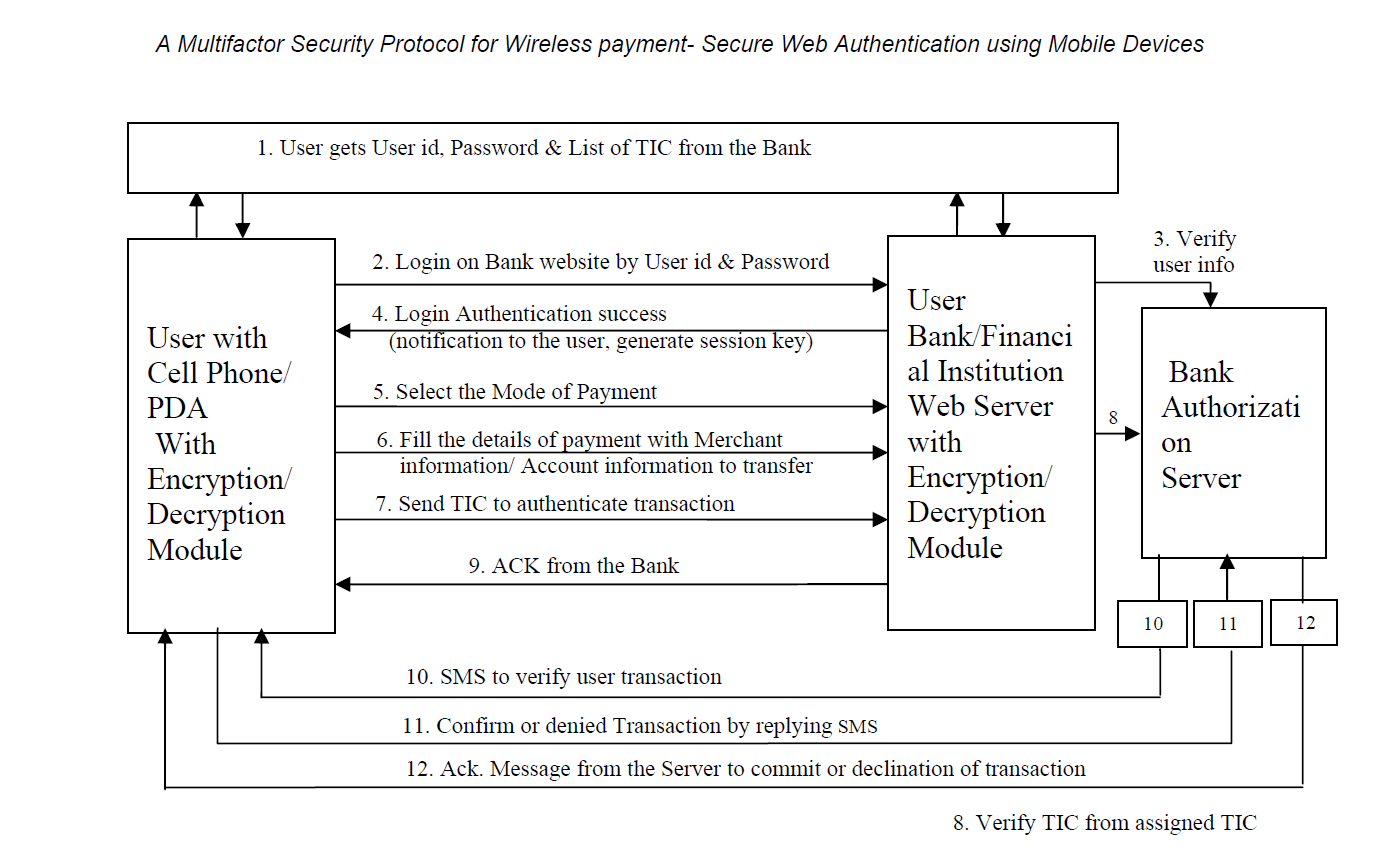 A Multifactor Security Protocol for Wireless payment- Secure Web Authentication using Mobile Devices
1. User gets User id, Password & List of TIC from the Bank
2. Login on Bank website by User id & Password
3. Verify
user info
4. Login Authentication success
(notification to the user, generate session key)
User with
Cell Phone/
PDA
With
Encryption/
Decryption
Module
5. Select the Mode of Payment
6. Fill the details of payment with Merchant
information/ Account information to transfer
7. Send TIC to authenticate transaction
9. ACK from the Bank
User
Bank/Financi
al Institution
Web Server
with
Encryption/
Decryption
Module
8
Bank
Authorizati
on
Server
10
11
12
10. SMS to verify user transaction
11. Confirm or denied Transaction by replying SMS
12. Ack. Message from the Server to commit or declination of transaction
8. Verify TIC from assigned TIC